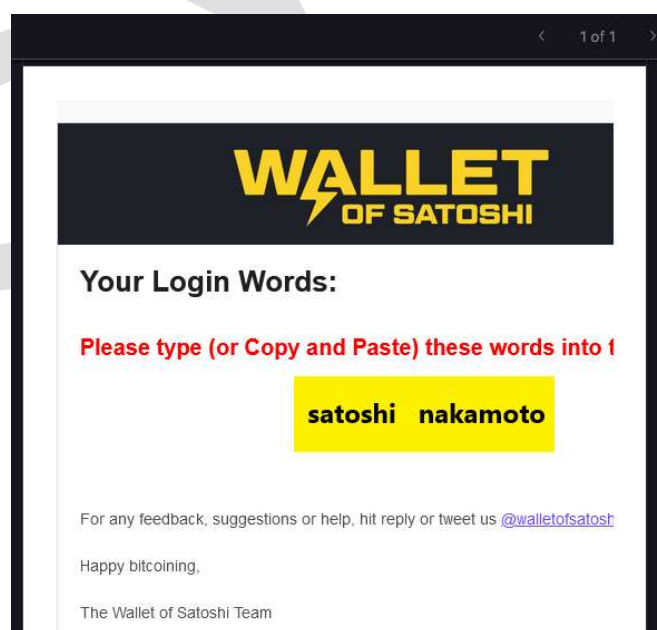 1 of 1
WALLET
OF SATOSHI
Your Login Words:
Please type (or Copy and Paste) these words into t
satoshi nakamoto
For any feedback, suggestions or help, hit reply or tweet us @walletofsatosh
Happy bitcoining,
The Wallet of Satoshi Team